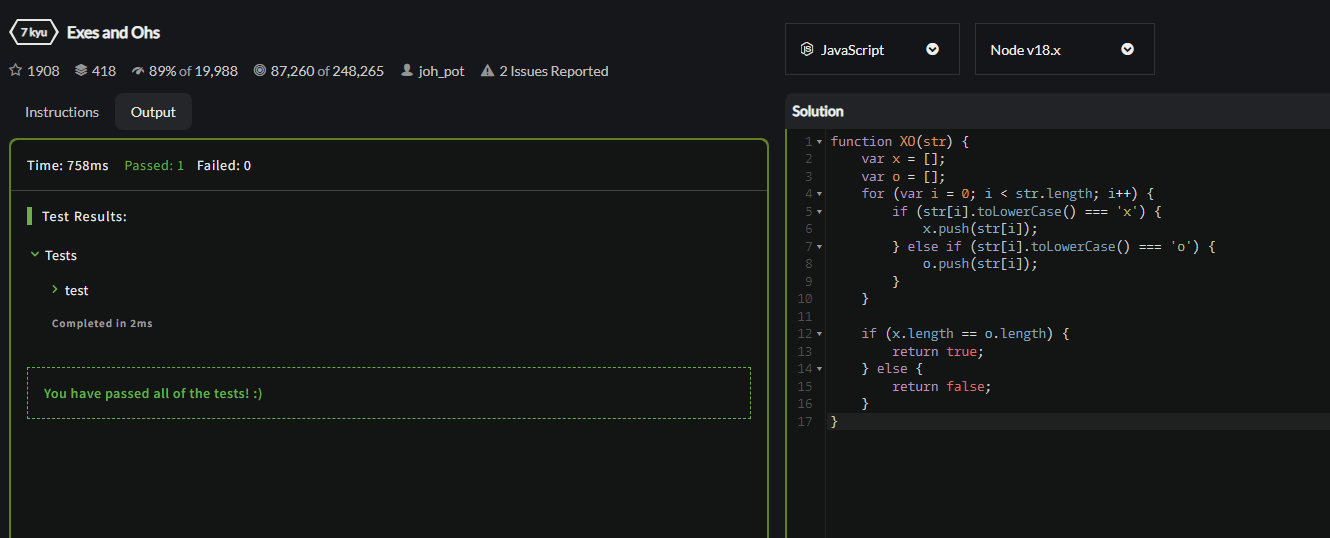 7 kyu Exes and Ohs
1908 418 89% of 19,988 87,260 of 248,265 joh_pot 2 Issues Reported
Instructions Output
Time: 758ms Passed: 1 Failed: 0
Test Results:
Tests
test
Completed in 2ms
You have passed all of the tests! :)
JS JavaScript Node v18.x
Solution
1 function XO(str) {
2     var x = [];
3     var o = [];
4     for (var i = 0; i < str.length; i++) {
5         if (str[i].toLowerCase() === 'x') {
6             x.push(str[i]);
7         } else if (str[i].toLowerCase() === 'o') {
8             o.push(str[i]);
9         }
10     }
11
12     if (x.length == o.length) {
13         return true;
14     } else {
15         return false;
16     }
17 }